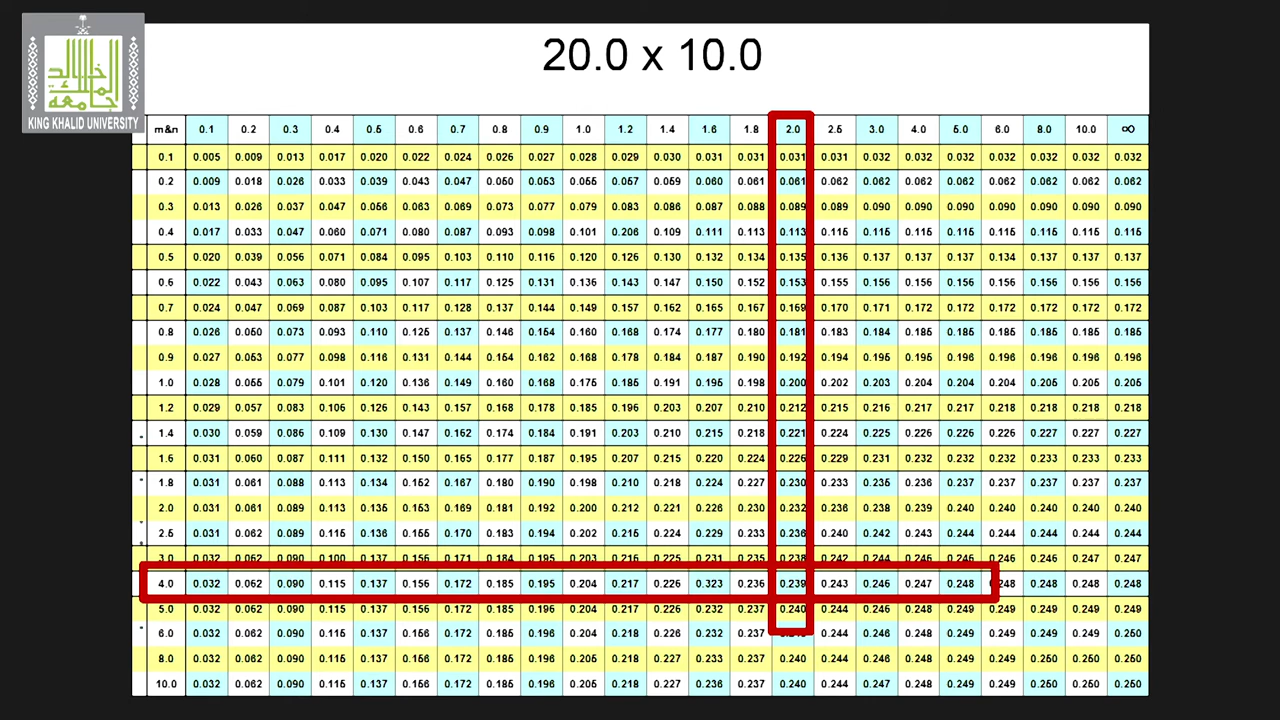 20.0 x 10.0
جامعة الملك خالد
KING KHALID UNIVERSITY
m&n 0.1 0.2 0.3 0.4 0.5 0.6 0.7 0.8 0.9 1.0 1.2 1.4 1.6 1.8 2.0 2.5 3.0 4.0 5.0 6.0 8.0 10.0 ∞
0.1 0.005 0.009 0.013 0.017 0.020 0.022 0.024 0.026 0.027 0.028 0.029 0.030 0.031 0.031 0.031 0.031 0.032 0.032 0.032 0.032 0.032 0.032 0.032
0.2 0.009 0.018 0.026 0.033 0.039 0.043 0.047 0.050 0.053 0.055 0.057 0.059 0.060 0.061 0.061 0.062 0.062 0.062 0.062 0.062 0.062 0.062 0.062
0.3 0.013 0.026 0.037 0.047 0.056 0.063 0.069 0.073 0.077 0.079 0.083 0.086 0.087 0.088 0.089 0.089 0.090 0.090 0.090 0.090 0.090 0.090 0.090
0.4 0.017 0.033 0.047 0.060 0.071 0.080 0.087 0.093 0.098 0.101 0.206 0.109 0.111 0.113 0.113 0.115 0.115 0.115 0.115 0.115 0.115 0.115 0.115
0.5 0.020 0.039 0.056 0.071 0.084 0.095 0.103 0.110 0.116 0.120 0.126 0.130 0.132 0.134 0.135 0.136 0.137 0.137 0.137 0.134 0.137 0.137 0.137
0.6 0.022 0.043 0.063 0.080 0.095 0.107 0.117 0.125 0.131 0.136 0.143 0.147 0.150 0.152 0.153 0.155 0.156 0.156 0.156 0.156 0.156 0.156 0.156
0.7 0.024 0.047 0.069 0.087 0.103 0.117 0.128 0.137 0.144 0.149 0.157 0.162 0.165 0.167 0.169 0.170 0.171 0.172 0.172 0.172 0.172 0.172 0.172
0.8 0.026 0.050 0.073 0.093 0.110 0.125 0.137 0.146 0.154 0.160 0.168 0.174 0.177 0.180 0.181 0.183 0.184 0.185 0.185 0.185 0.185 0.185 0.185
0.9 0.027 0.053 0.077 0.098 0.116 0.131 0.144 0.154 0.162 0.168 0.178 0.184 0.187 0.190 0.192 0.194 0.195 0.195 0.196 0.196 0.196 0.196 0.196
1.0 0.028 0.055 0.079 0.101 0.120 0.136 0.149 0.160 0.168 0.175 0.185 0.191 0.195 0.198 0.200 0.202 0.203 0.204 0.204 0.204 0.205 0.205 0.205
1.2 0.029 0.057 0.083 0.106 0.126 0.143 0.157 0.168 0.178 0.185 0.196 0.203 0.207 0.210 0.212 0.215 0.216 0.217 0.217 0.218 0.218 0.218 0.218
1.4 0.030 0.059 0.086 0.109 0.130 0.147 0.162 0.174 0.184 0.191 0.203 0.210 0.215 0.218 0.221 0.224 0.225 0.226 0.226 0.226 0.227 0.227 0.227
1.6 0.031 0.060 0.087 0.111 0.132 0.150 0.165 0.177 0.187 0.195 0.207 0.215 0.220 0.224 0.226 0.229 0.231 0.232 0.232 0.232 0.233 0.233 0.233
1.8 0.031 0.061 0.088 0.113 0.134 0.152 0.167 0.180 0.190 0.198 0.210 0.218 0.224 0.227 0.230 0.233 0.235 0.236 0.237 0.237 0.237 0.237 0.237
2.0 0.031 0.061 0.089 0.113 0.135 0.153 0.169 0.181 0.192 0.200 0.212 0.221 0.226 0.230 0.232 0.236 0.238 0.239 0.240 0.240 0.240 0.240 0.240
2.5 0.031 0.062 0.089 0.115 0.136 0.155 0.170 0.183 0.194 0.202 0.215 0.224 0.229 0.233 0.236 0.240 0.242 0.243 0.244 0.244 0.244 0.244 0.244
3.0 0.032 0.062 0.090 0.100 0.137 0.156 0.171 0.184 0.195 0.203 0.216 0.225 0.231 0.235 0.238 0.242 0.244 0.246 0.246 0.246 0.246 0.247 0.247
4.0 0.032 0.062 0.090 0.115 0.137 0.156 0.172 0.185 0.195 0.204 0.217 0.226 0.323 0.236 0.239 0.243 0.246 0.247 0.248 0.248 0.248 0.248 0.248
5.0 0.032 0.062 0.090 0.115 0.137 0.156 0.172 0.185 0.196 0.204 0.217 0.226 0.232 0.237 0.240 0.244 0.246 0.248 0.249 0.249 0.249 0.249 0.249
6.0 0.032 0.062 0.090 0.115 0.137 0.156 0.172 0.185 0.196 0.204 0.218 0.226 0.232 0.237 0.244 0.246 0.248 0.249 0.249 0.249 0.250 0.250
8.0 0.032 0.062 0.090 0.115 0.137 0.156 0.172 0.185 0.196 0.205 0.218 0.227 0.233 0.237 0.240 0.244 0.246 0.248 0.249 0.249 0.250 0.250 0.250
10.0 0.032 0.062 0.090 0.115 0.137 0.156 0.172 0.185 0.196 0.205 0.218 0.227 0.236 0.237 0.240 0.244 0.247 0.248 0.249 0.249 0.250 0.250 0.250